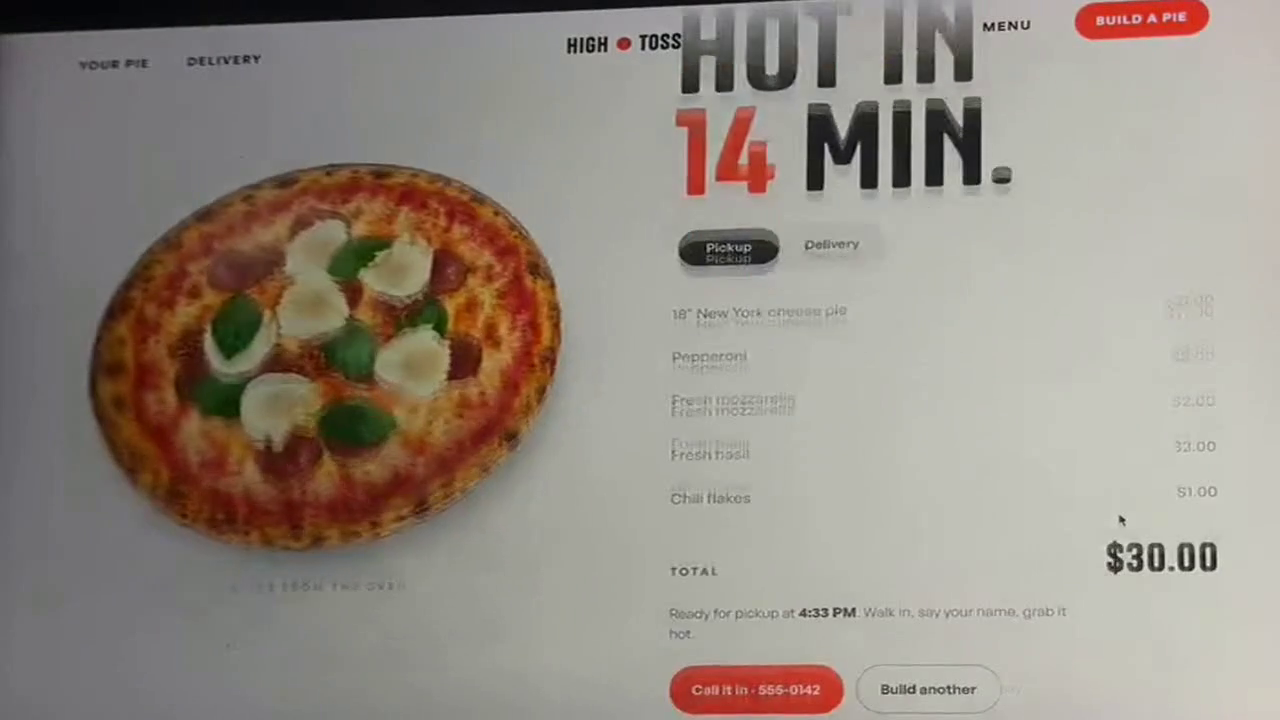 YOUR PIE
DELIVERY
HIGH TOSS
MENU
BUILD A PIE
HOT IN
14 MIN.
Pickup
Delivery
18" New York cheese pie
Pepperoni
Fresh mozzarella $2.00
Fresh basil
Chili flakes $1.00
TOTAL $30.00
Ready for pickup at 4:33 PM. Walk in, say your name, grab it
hot.
Call it in · 555-0142
Build another